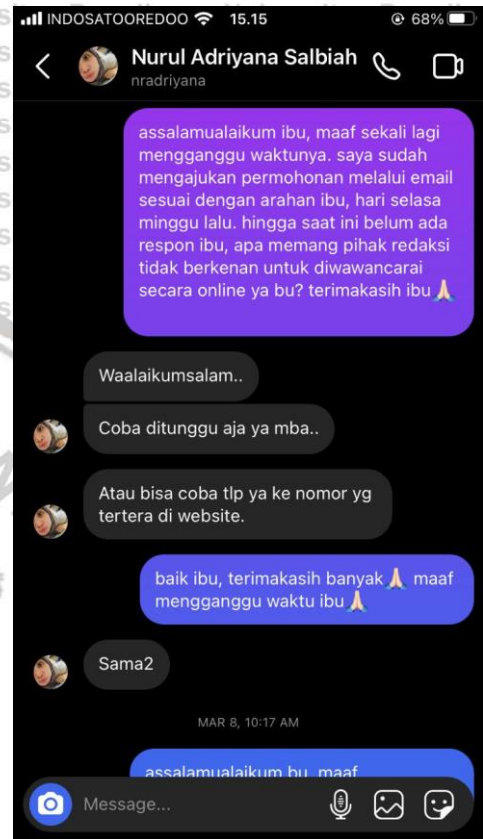 INDOSATOOREDOO 15.15 68%
Nurul Adriyana Salbiah
nradriyana
assalamualaikum ibu, maaf sekali lagi
mengganggu waktunya. saya sudah
mengajukan permohonan melalui email
sesuai dengan arahan ibu, hari selasa
minggu lalu. hingga saat ini belum ada
respon ibu, apa memang pihak redaksi
tidak berkenan untuk diwawancarai
secara online ya bu? terimakasih ibu🙏🏻
Waalaikumsalam..
Coba ditunggu aja ya mba..
Atau bisa coba tlp ya ke nomor yg
tertera di website.
baik ibu, terimakasih banyak🙏🏻 maaf
mengganggu waktu ibu🙏🏻
Sama2
MAR 8, 10:17 AM
assalamualaikum bu, maaf
Message...